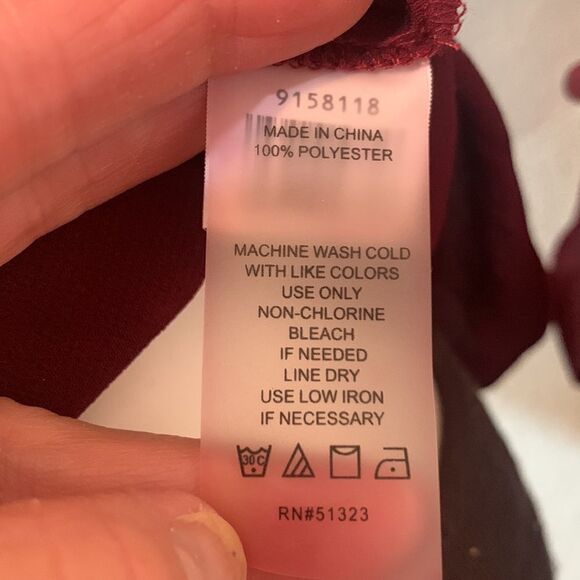 9158118
MADE IN CHINA
100% POLYESTER
MACHINE WASH COLD
WITH LIKE COLORS
USE ONLY
NON-CHLORINE
BLEACH
IF NEEDED
LINE DRY
USE LOW IRON
IF NECESSARY
30C
RN#51323